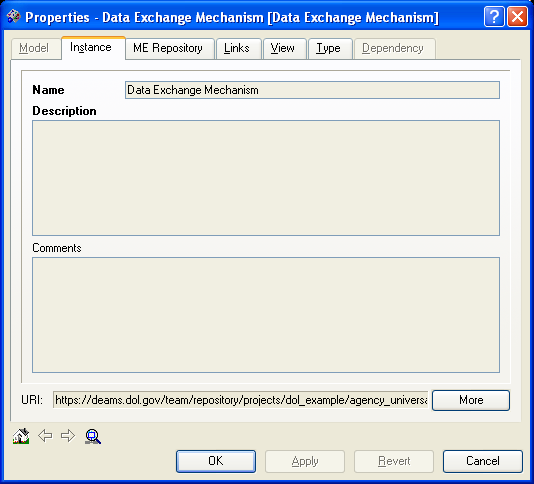 Properties - Data Exchange Mechanism [Data Exchange Mechanism]
Model Instance ME Repository Links View Type Dependency
Name Data Exchange Mechanism
Description
Comments
URI: https://deams.dol.gov/team/repository/projects/dol_example/agency_universa More
OK Apply Revert Cancel